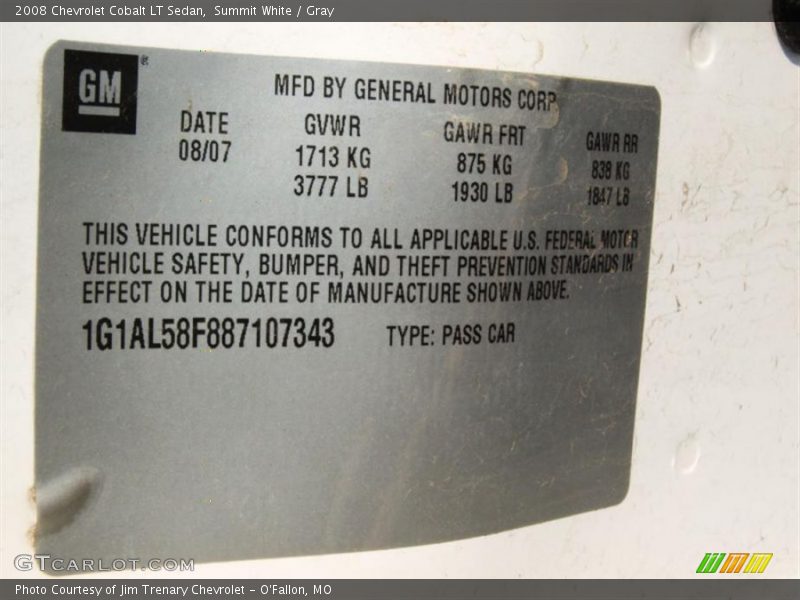 2008 Chevrolet Cobalt LT Sedan,  Summit White / Gray
GM®
MFD BY GENERAL MOTORS CORP
DATE GVWR GAWR FRT GAWR RR
08/07 1713 KG 875 KG 838 KG
3777 LB 1930 LB 1847 LB
THIS VEHICLE CONFORMS TO ALL APPLICABLE U.S. FEDERAL MOTOR
VEHICLE SAFETY, BUMPER, AND THEFT PREVENTION STANDARDS IN
EFFECT ON THE DATE OF MANUFACTURE SHOWN ABOVE.
1G1AL58F887107343 TYPE: PASS CAR
GTCARLOT.COM
Photo Courtesy of Jim Trenary Chevrolet - O'Fallon, MO